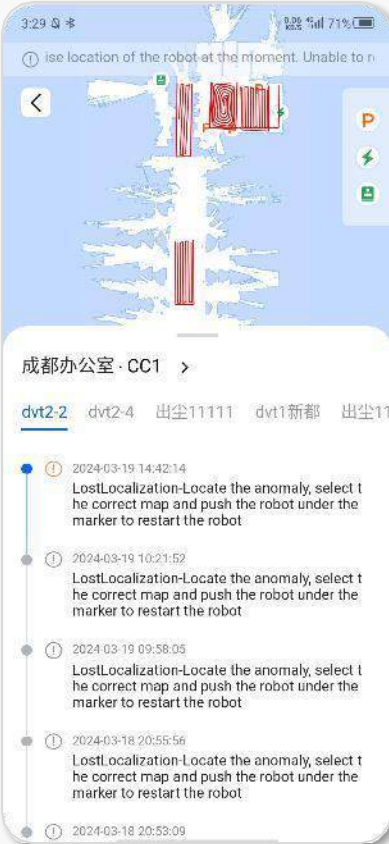 3:29
71%
ise location of the robot at the moment. Unable to r
P
成都办公室 · CC1 >
dvt2-2 dvt2-4 出尘11111 dvt1新都 出尘11
2024-03-19 14:42:14
LostLocalization-Locate the anomaly, select t
he correct map and push the robot under the
marker to restart the robot
2024-03-19 10:21:52
LostLocalization-Locate the anomaly, select t
he correct map and push the robot under the
marker to restart the robot
2024-03-19 09:58:05
LostLocalization-Locate the anomaly, select t
he correct map and push the robot under the
marker to restart the robot
2024-03-18 20:55:56
LostLocalization-Locate the anomaly, select t
he correct map and push the robot under the
marker to restart the robot
2024-03-18 20:53:09